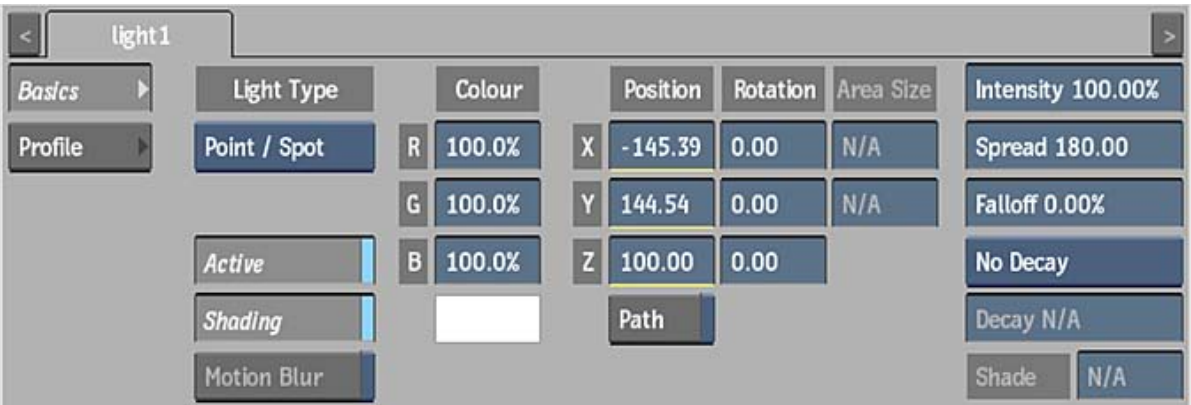 < light1 >
Basics Light Type Colour Position Rotation Area Size Intensity 100.00%
Profile Point / Spot R 100.0% X -145.39 0.00 N/A Spread 180.00
G 100.0% Y 144.54 0.00 N/A Falloff 0.00%
Active B 100.0% Z 100.00 0.00 No Decay
Shading Path Decay N/A
Motion Blur Shade N/A